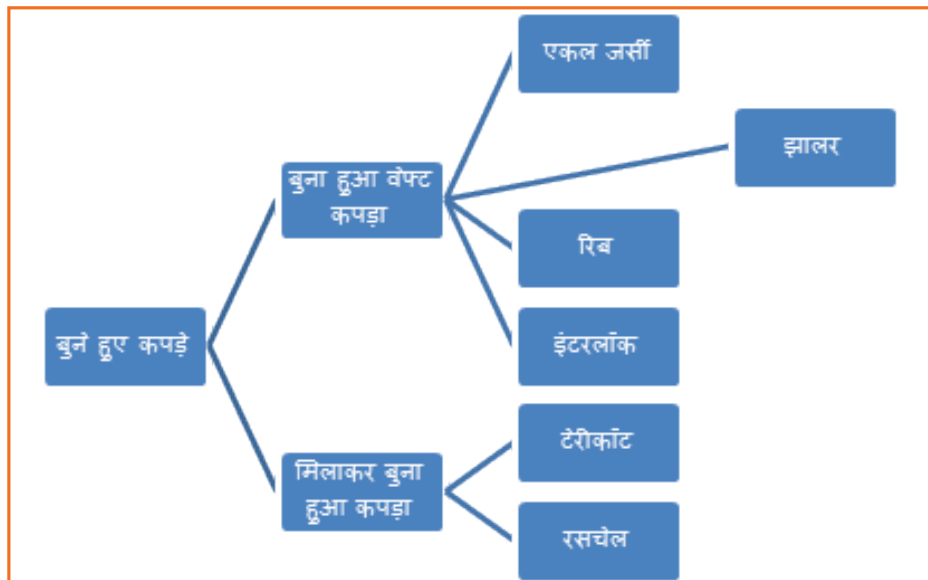 एकल जर्सी
झालर
बुना हुआ वेफ्ट
कपड़ा
रिब
बुने हुए कपड़े
इंटरलॉक
टेरीकॉट
मिलाकर बुना
हुआ कपड़ा
रसचेल